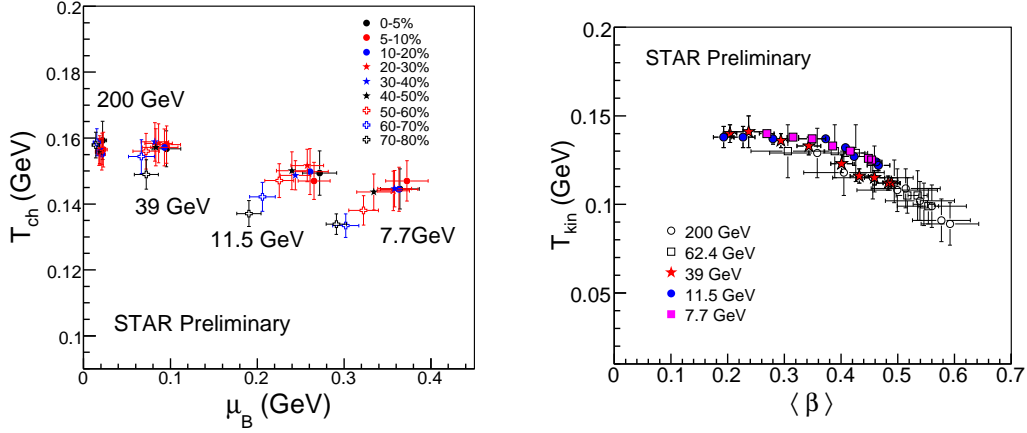 0.2
0.18
0.16
0.14
0.12
0.1
T_ch (GeV)
0
0.1
0.2
0.3
0.4
μ_B (GeV)
200 GeV
39 GeV
11.5 GeV
7.7GeV
STAR Preliminary
0-5%
5-10%
10-20%
20-30%
30-40%
40-50%
50-60%
60-70%
70-80%
0.2
0.15
0.1
0.05
T_kin (GeV)
STAR Preliminary
200 GeV
62.4 GeV
39 GeV
11.5 GeV
7.7 GeV
0
0.1
0.2
0.3
0.4
0.5
0.6
0.7
⟨ β ⟩